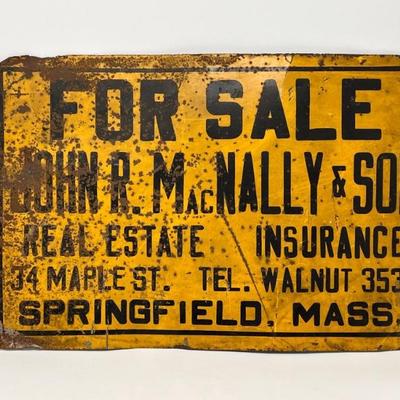 FOR SALE
JOHN R. MACNALLY & SO
REAL ESTATE INSURANCE
34 MAPLE ST. TEL. WALNUT 353
SPRINGFIELD, MASS.